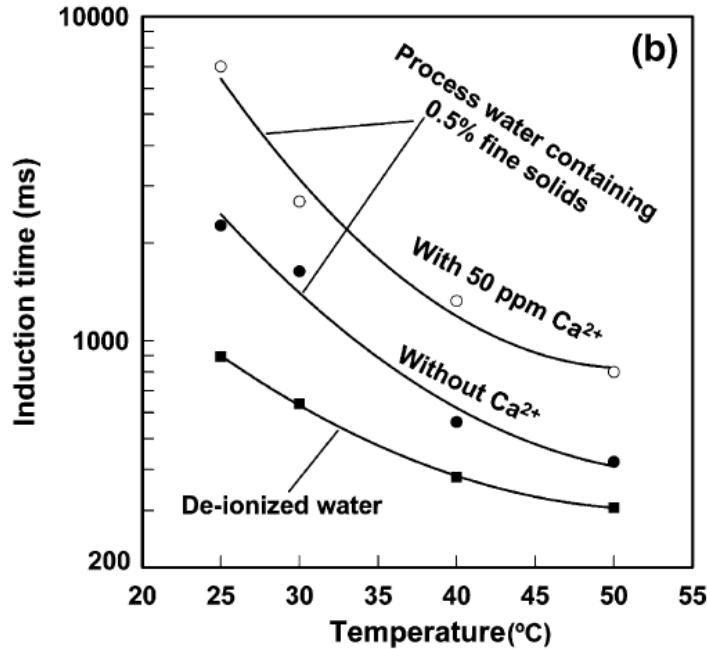 10000
(b)
Process water containing
0.5% fine solids
With 50 ppm Ca²⁺
1000
Without Ca²⁺
De-ionized water
200
20 25 30 35 40 45 50 55
Temperature(ºC)
Induction time (ms)